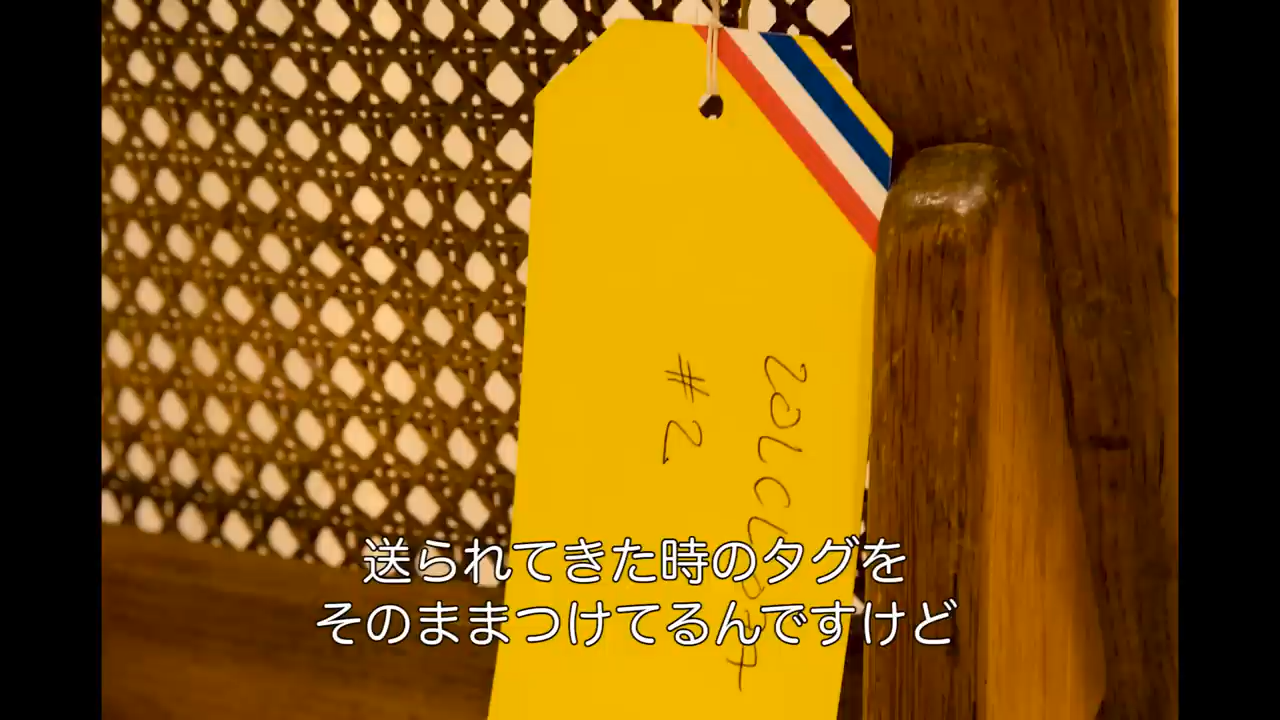 #2
送られてきた時のタグを
そのままつけてるんですけど